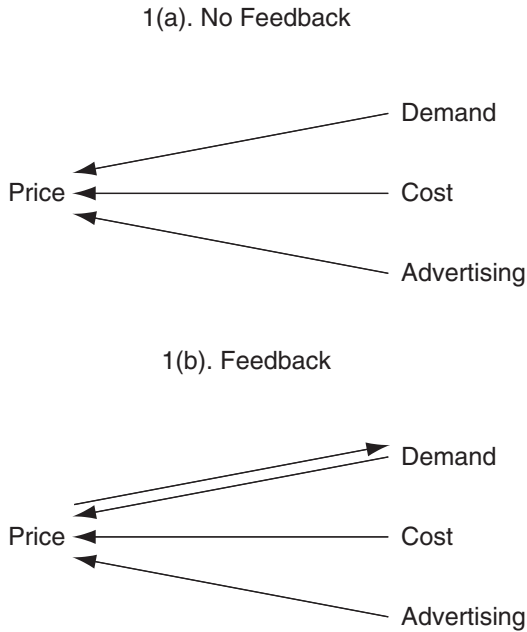 1(a). No Feedback
Demand
Price
Cost
Advertising
1(b). Feedback
Demand
Price
Cost
Advertising